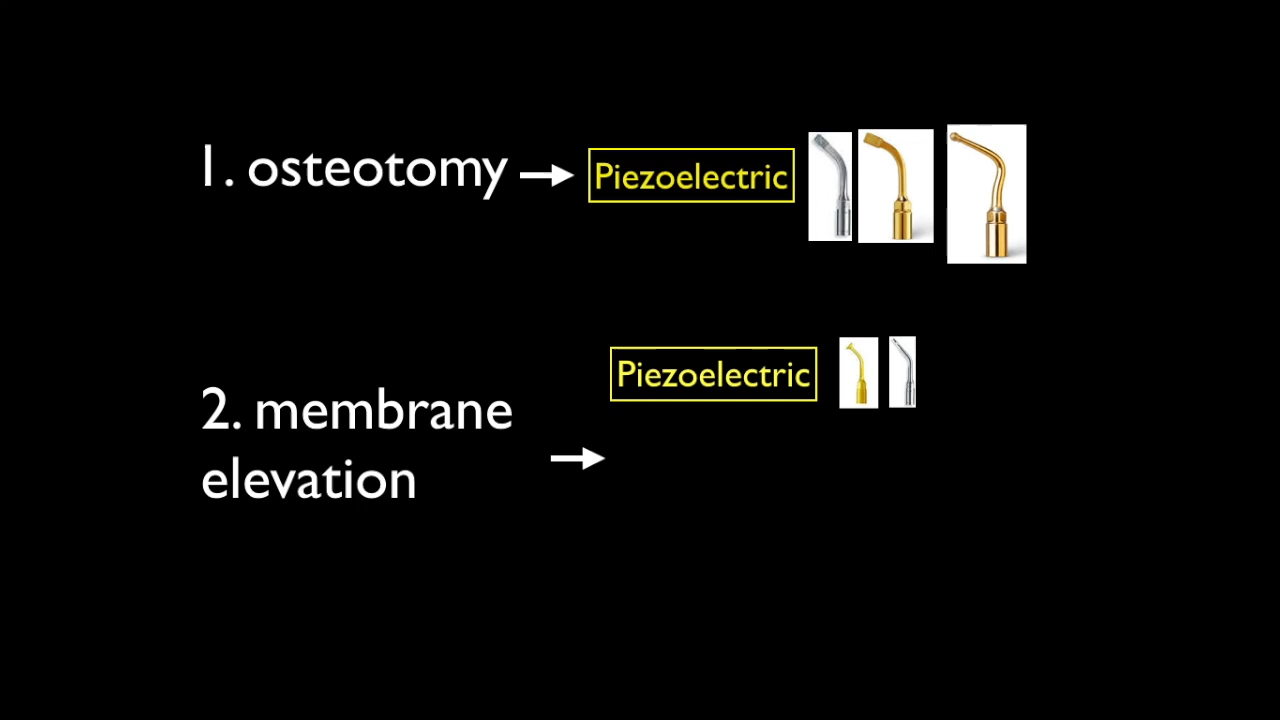 1. osteotomy
Piezoelectric
Piezoelectric
2. membrane
elevation